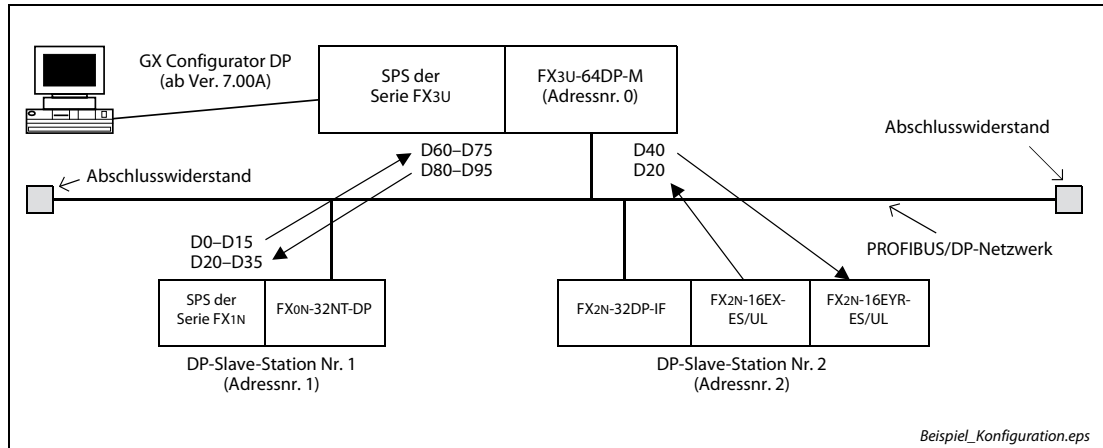 GX Configurator DP
(ab Ver. 7.00A)
SPS der
Serie FX3U
FX3U-64DP-M
(Adressnr. 0)
Abschlusswiderstand
D60–D75
D80–D95
D40
D20
Abschlusswiderstand
D0–D15
D20–D35
PROFIBUS/DP-Netzwerk
SPS der
Serie FX1N
FX0N-32NT-DP
FX2N-32DP-IF
FX2N-16EX-
ES/UL
FX2N-16EYR-
ES/UL
DP-Slave-Station Nr. 1
(Adressnr. 1)
DP-Slave-Station Nr. 2
(Adressnr. 2)
Beispiel_Konfiguration.eps